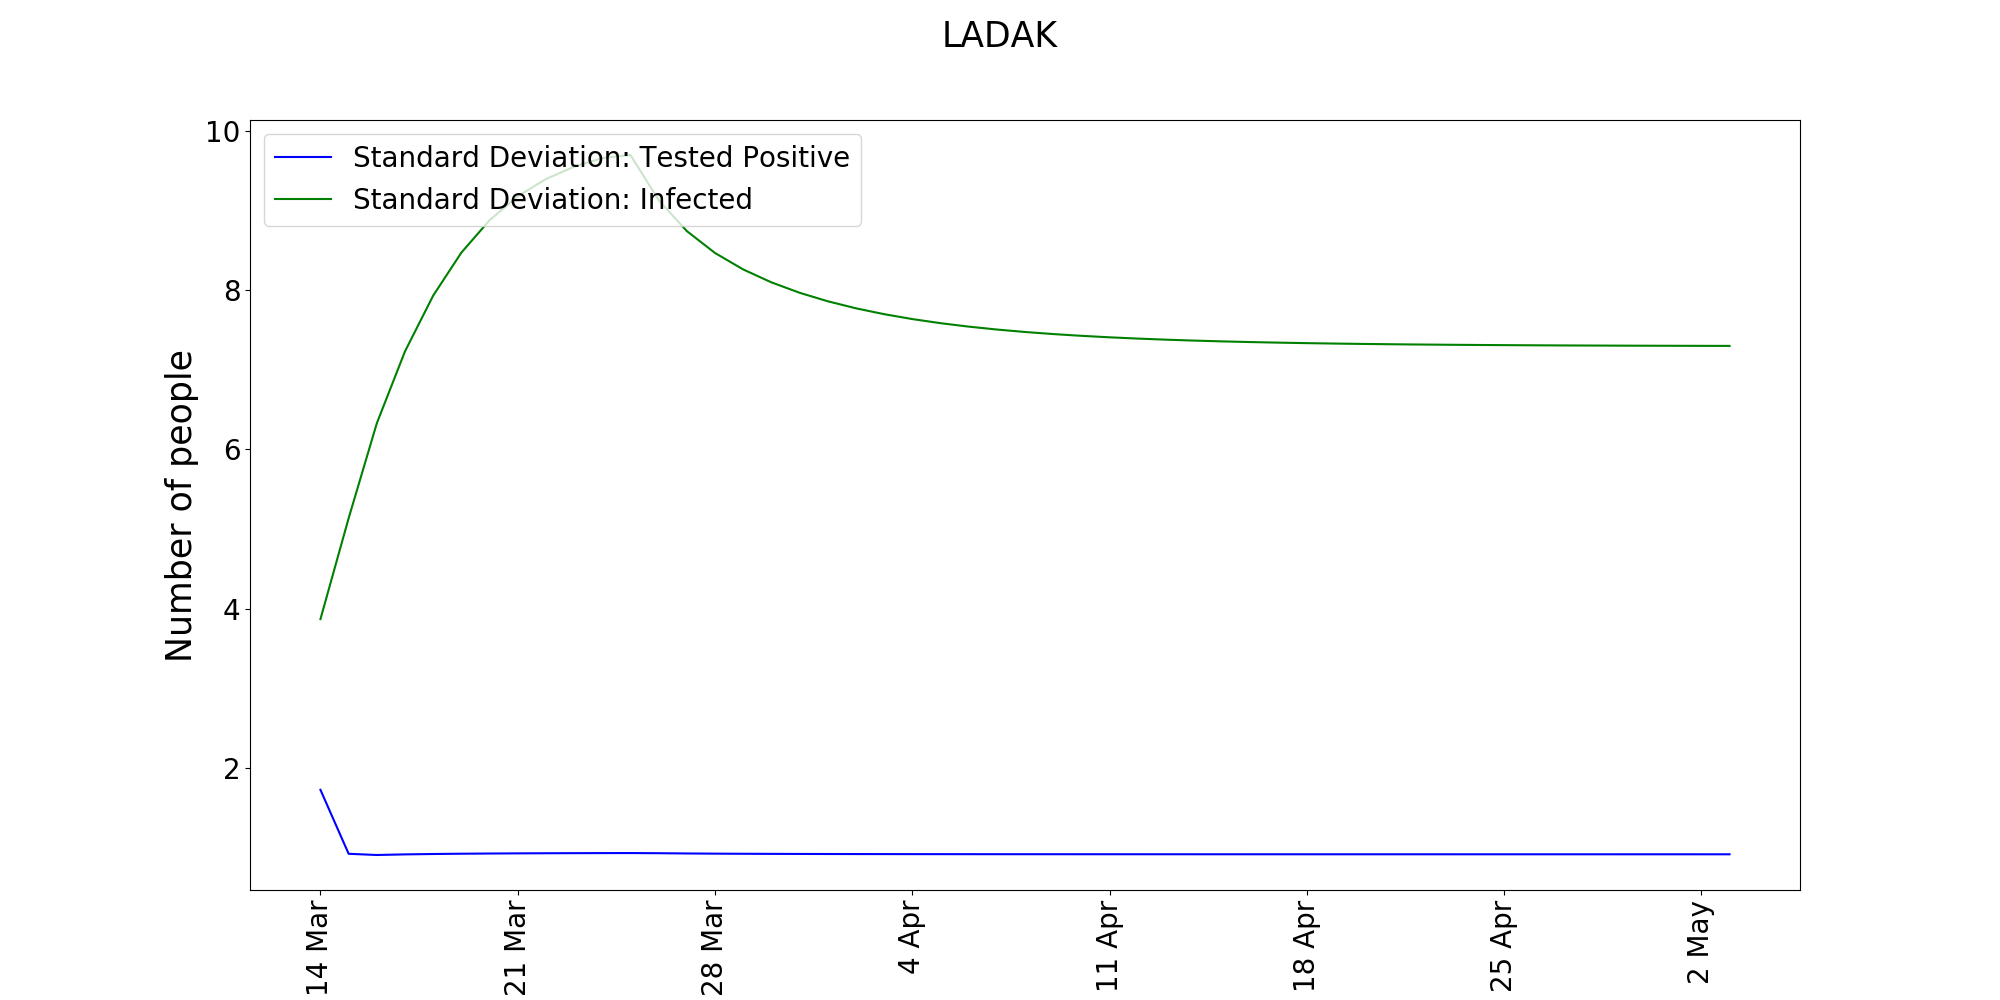 LADAK
Standard Deviation: Tested Positive
Standard Deviation: Infected
Number of people
10
8
6
4
2
14 Mar
21 Mar
28 Mar
4 Apr
11 Apr
18 Apr
25 Apr
2 May